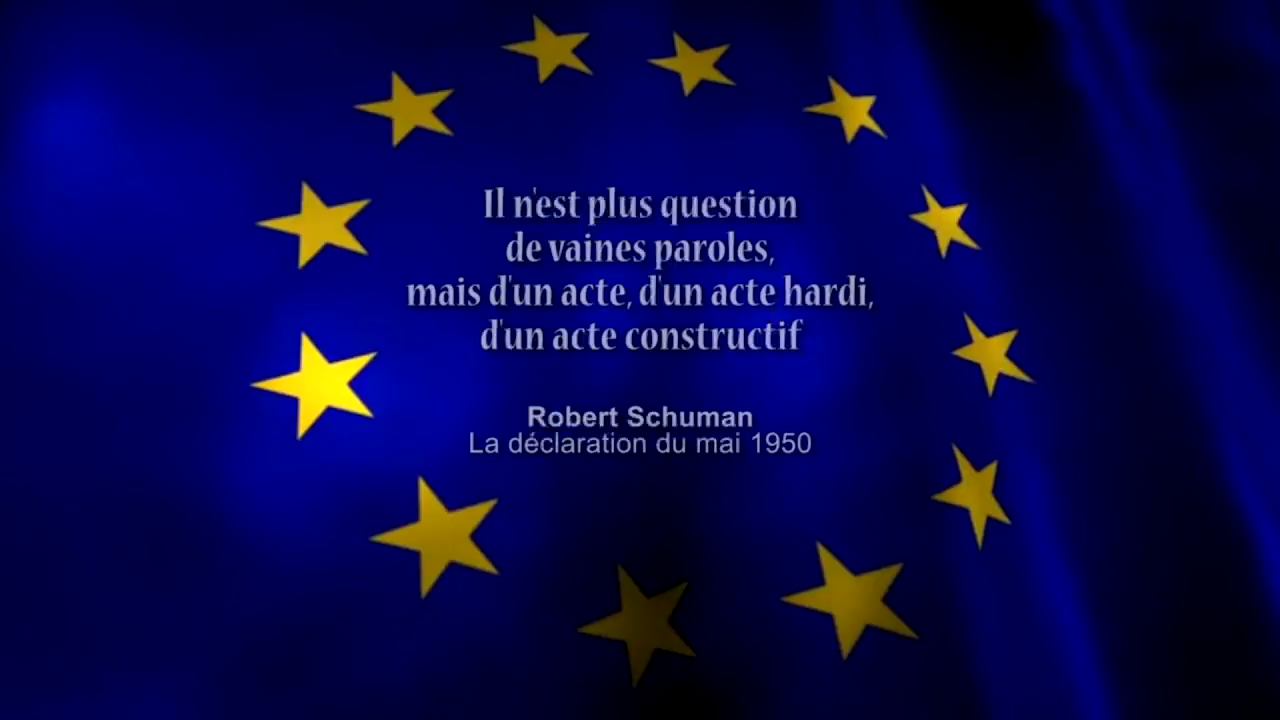 Il n'est plus question
de vaines paroles,
mais d'un acte, d'un acte hardi,
d'un acte constructif
Robert Schuman
La déclaration du mai 1950